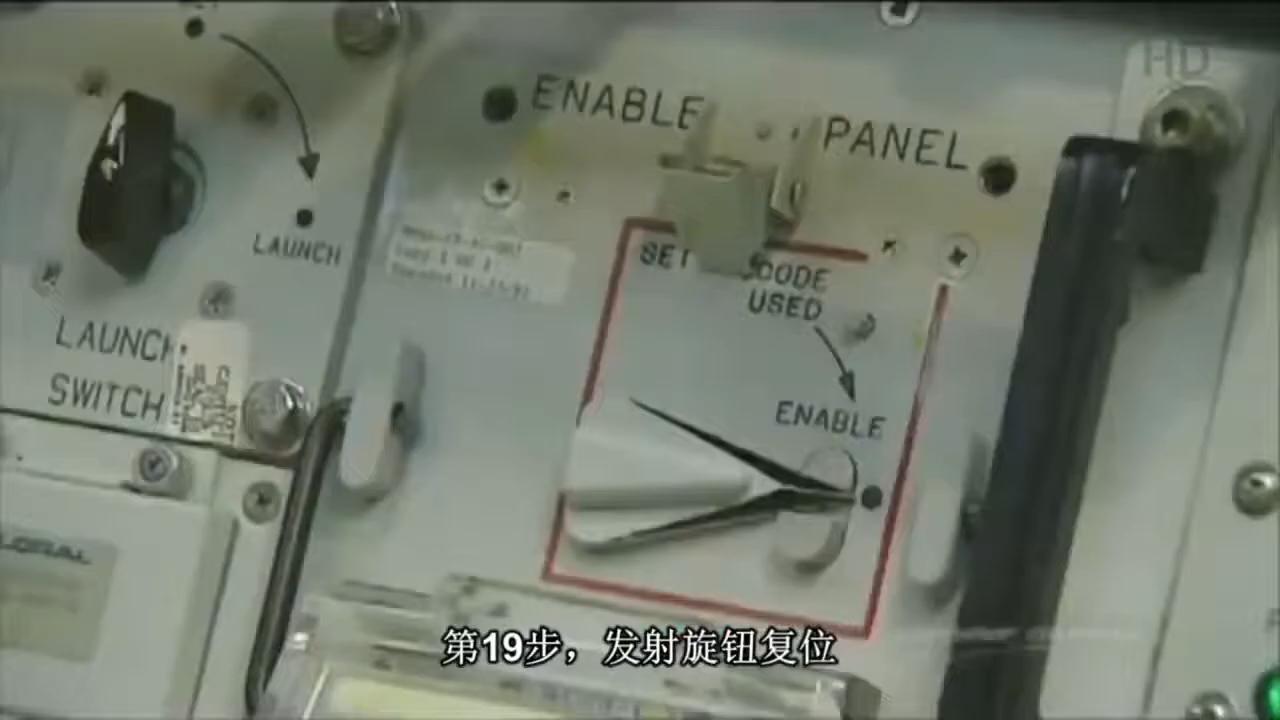 HD
ENABLE PANEL
SET
CODE
USED
LAUNCH
ENABLE
LAUNCH
SWITCH
第19步，发射旋钮复位